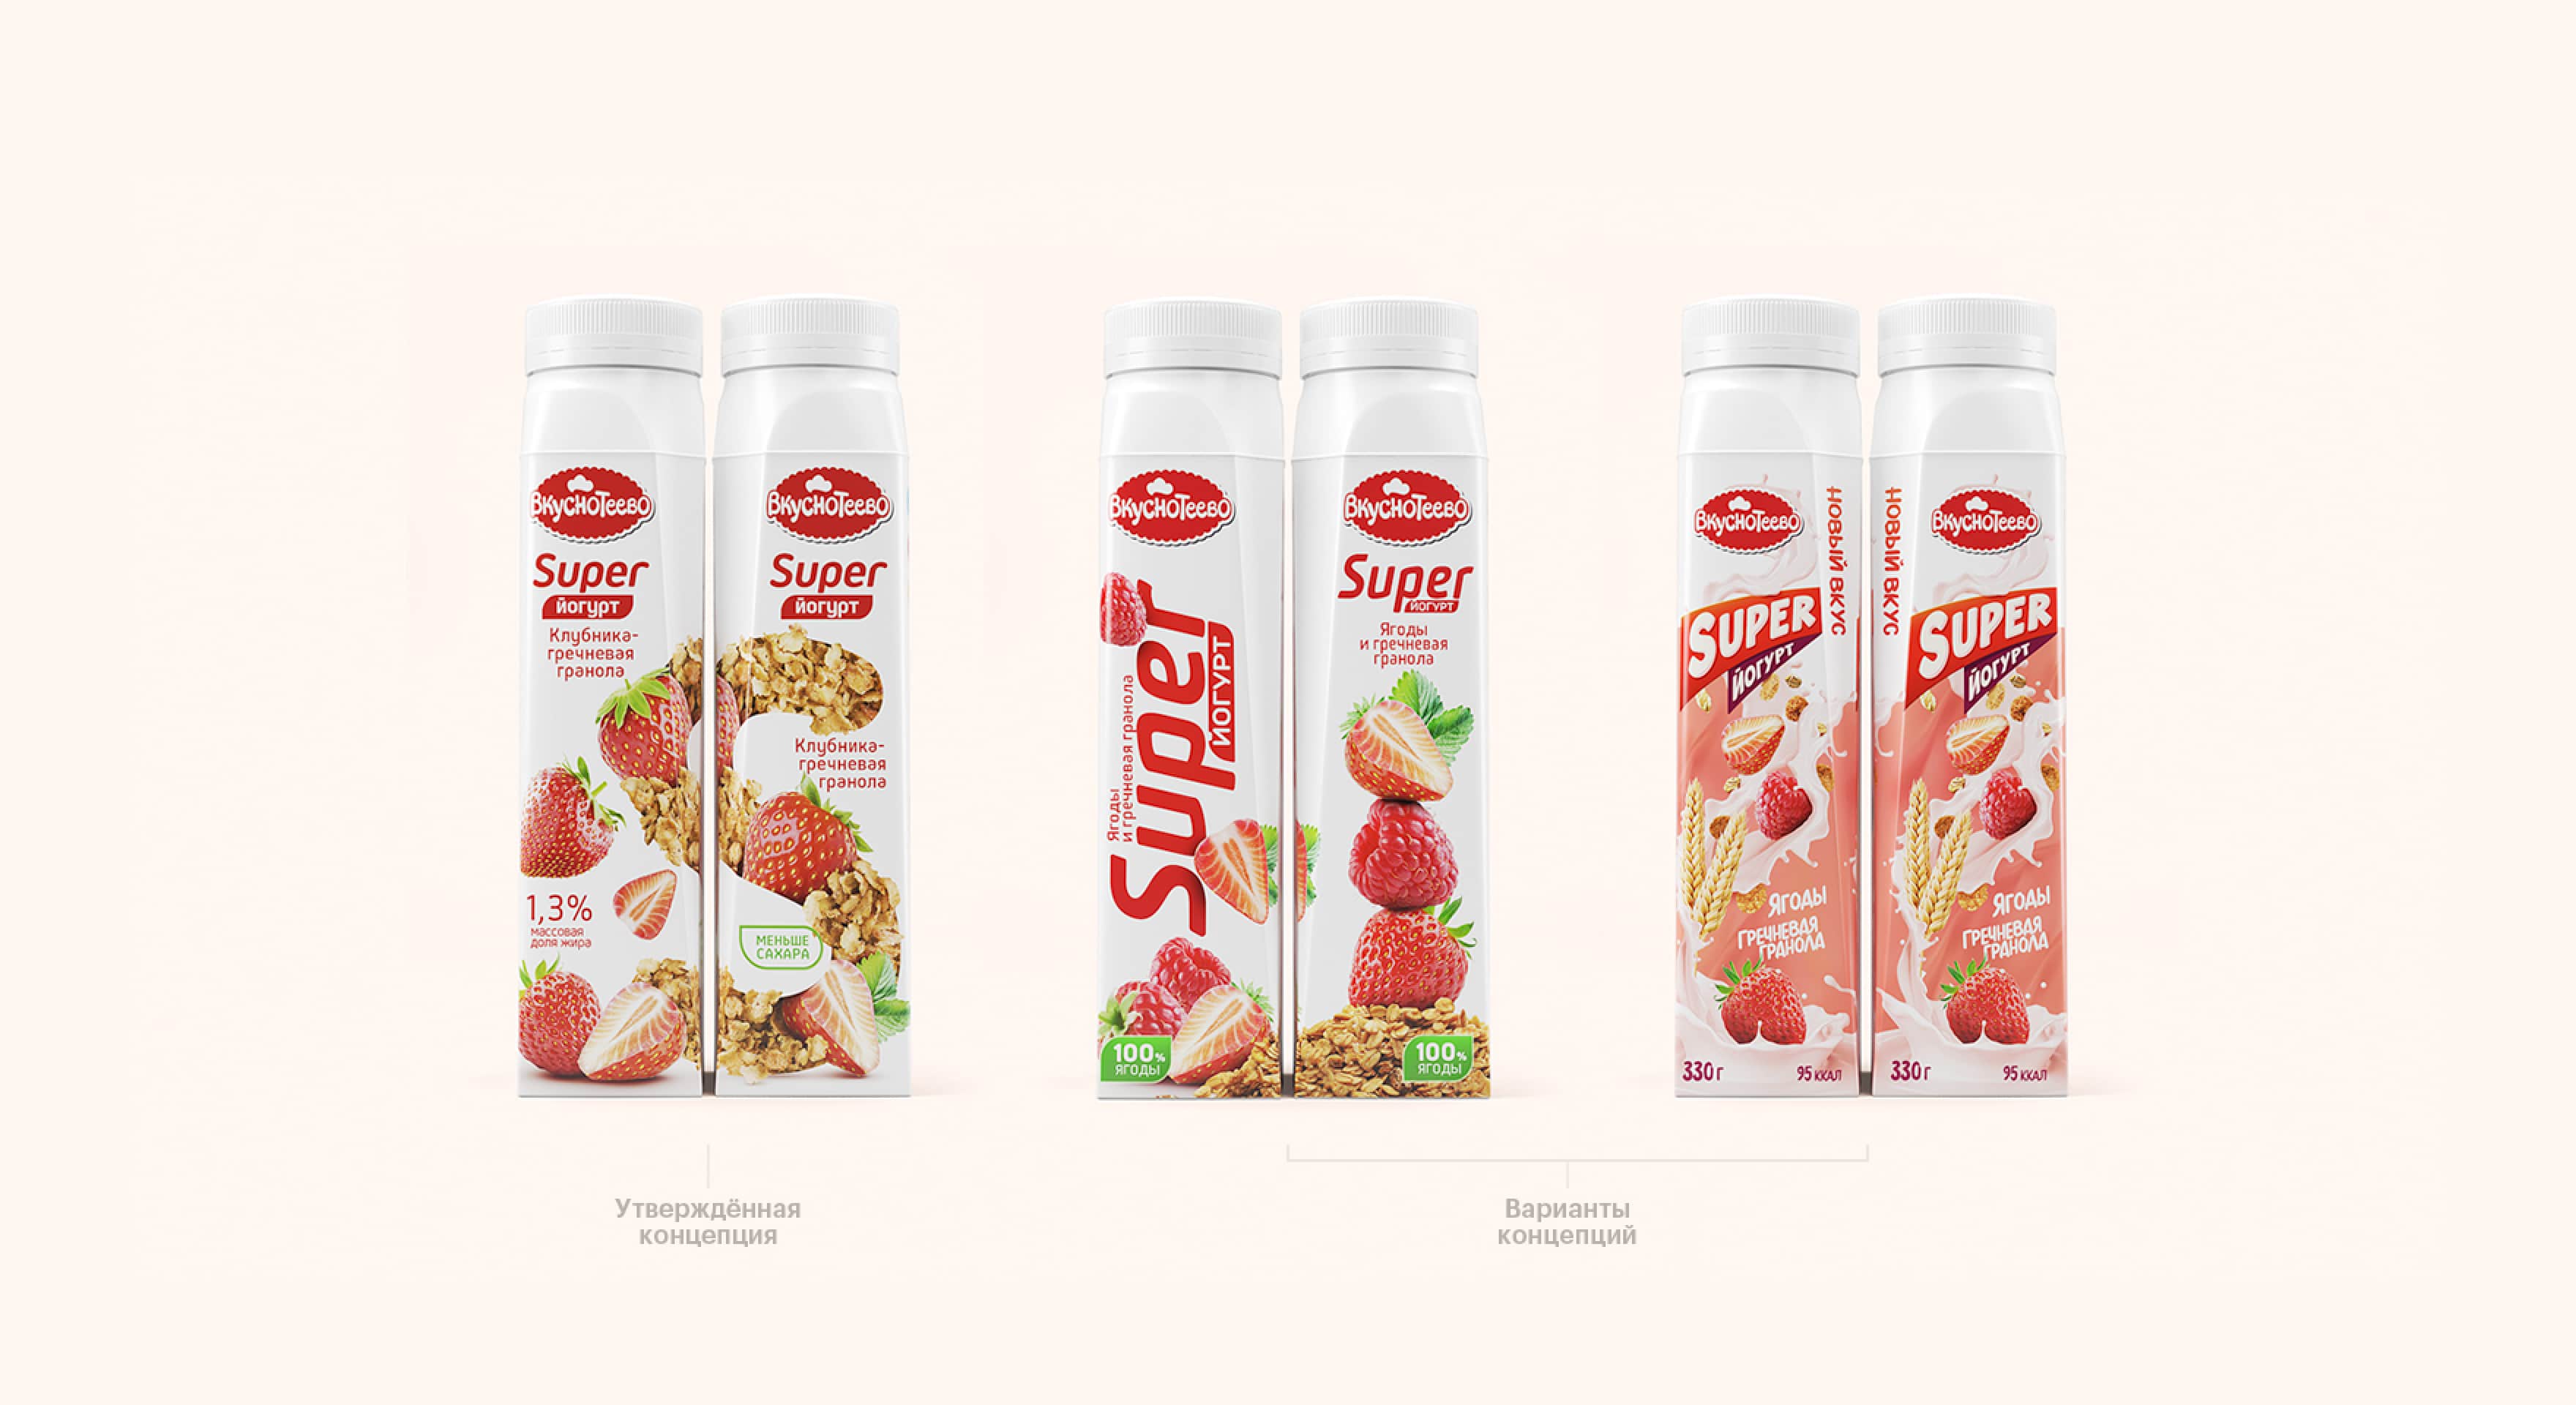 ВкусноТеево
Super
йогурт
Клубника-
гречневая
гранола
1,3%
массовая
доля жира
ВкусноТеево
Super
йогурт
Клубника-
гречневая
гранола
МЕНЬШЕ
САХАРА
ВкусноТеево
Super
ЙОГУРТ
Ягоды
и гречневая гранола
100%
ЯГОДЫ
ВкусноТеево
Super
ЙОГУРТ
Ягоды
и гречневая
гранола
100%
ЯГОДЫ
ВкусноТеево
НОВЫЙ ВКУС
SUPER
ЙОГУРТ
ЯГОДЫ
ГРЕЧНЕВАЯ
ГРАНОЛА
330 г
95 ККАЛ
ВкусноТеево
НОВЫЙ ВКУС
SUPER
ЙОГУРТ
ЯГОДЫ
ГРЕЧНЕВАЯ
ГРАНОЛА
330 г
95 ККАЛ
Утверждённая
концепция
Варианты
концепций